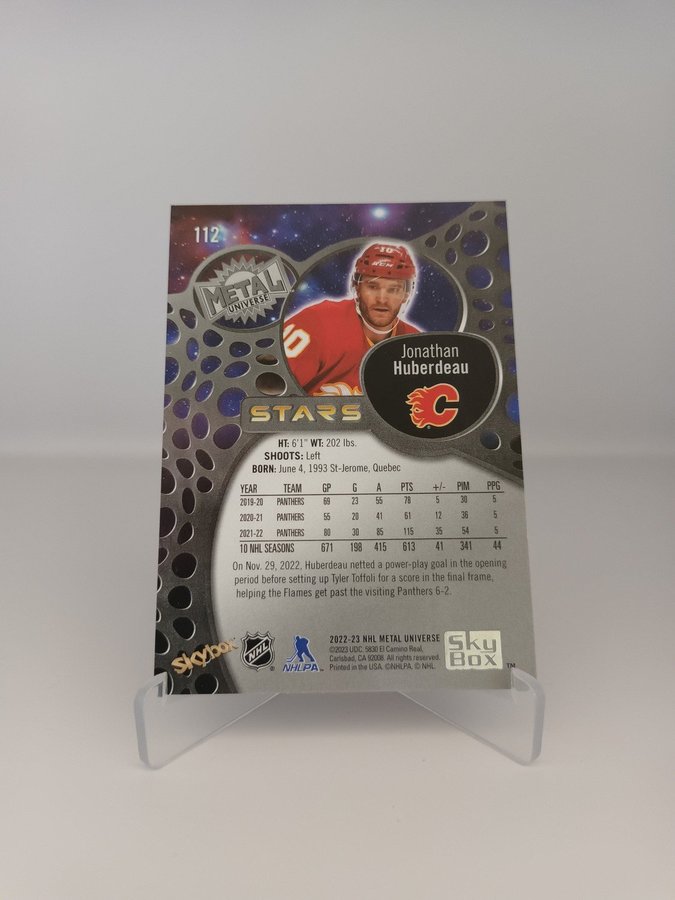 112
METAL
UNIVERSE
10
10
CCM
Jonathan
Huberdeau
C
STARS
HT: 6'1" WT: 202 lbs.
SHOOTS: Left
BORN: June 4, 1993 St-Jerome, Quebec
YEAR TEAM GP G A PTS +/- PIM PPG
2019-20 PANTHERS 69 23 55 78 5 30 5
2020-21 PANTHERS 55 20 41 61 12 36 5
2021-22 PANTHERS 80 30 85 115 35 54 5
10 NHL SEASONS 671 198 415 613 41 341 44
On Nov. 29, 2022, Huberdeau netted a power-play goal in the opening
period before setting up Tyler Toffoli for a score in the final frame,
helping the Flames get past the visiting Panthers 6-2.
skybox
NHL
NHLPA
2022-23 NHL METAL UNIVERSE
©2023 UDC. 5830 El Camino Real,
Carlsbad, CA 92008. All rights reserved.
Printed in the USA. ©NHLPA. © NHL.
SkyBox TM